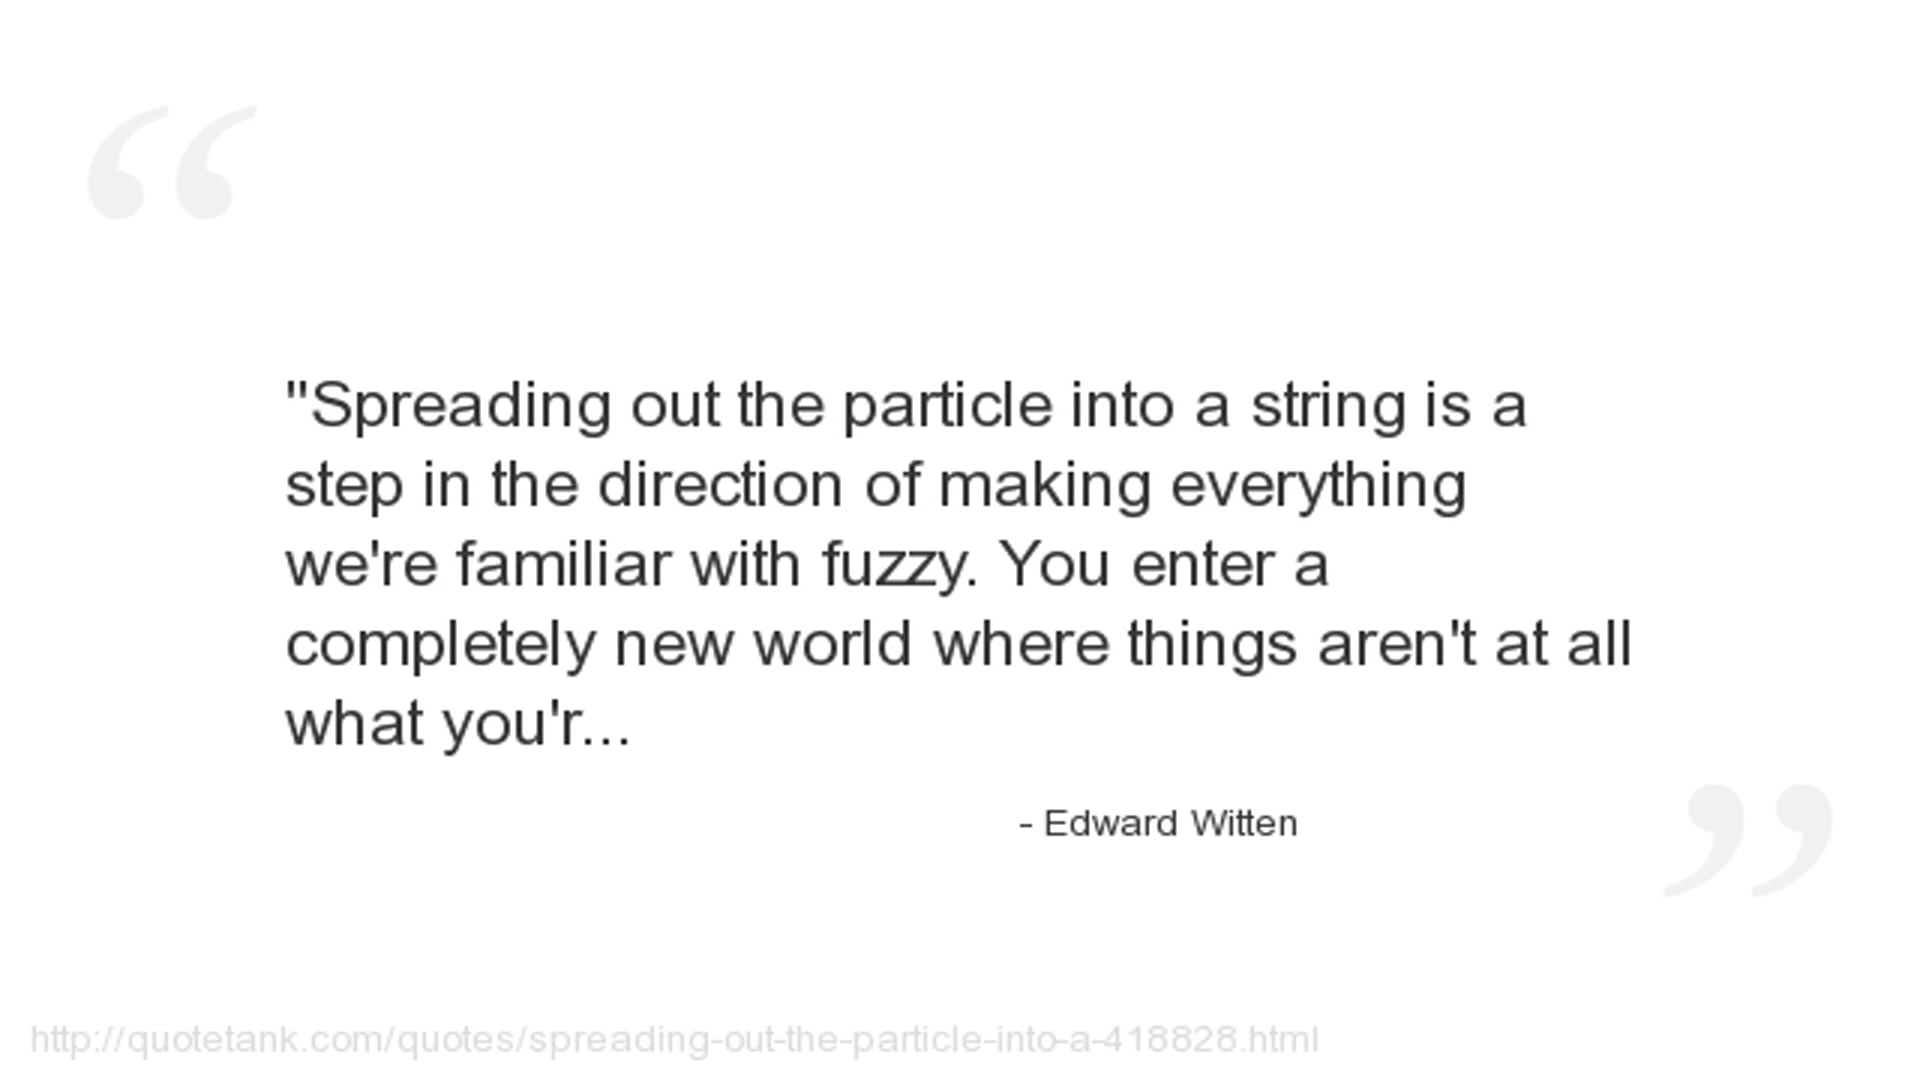 "Spreading out the particle into a string is a
step in the direction of making everything
we're familiar with fuzzy. You enter a
completely new world where things aren't at all
what you'r...
- Edward Witten
http://quotetank.com/quotes/spreading-out-the-particle-into-a-418828.html